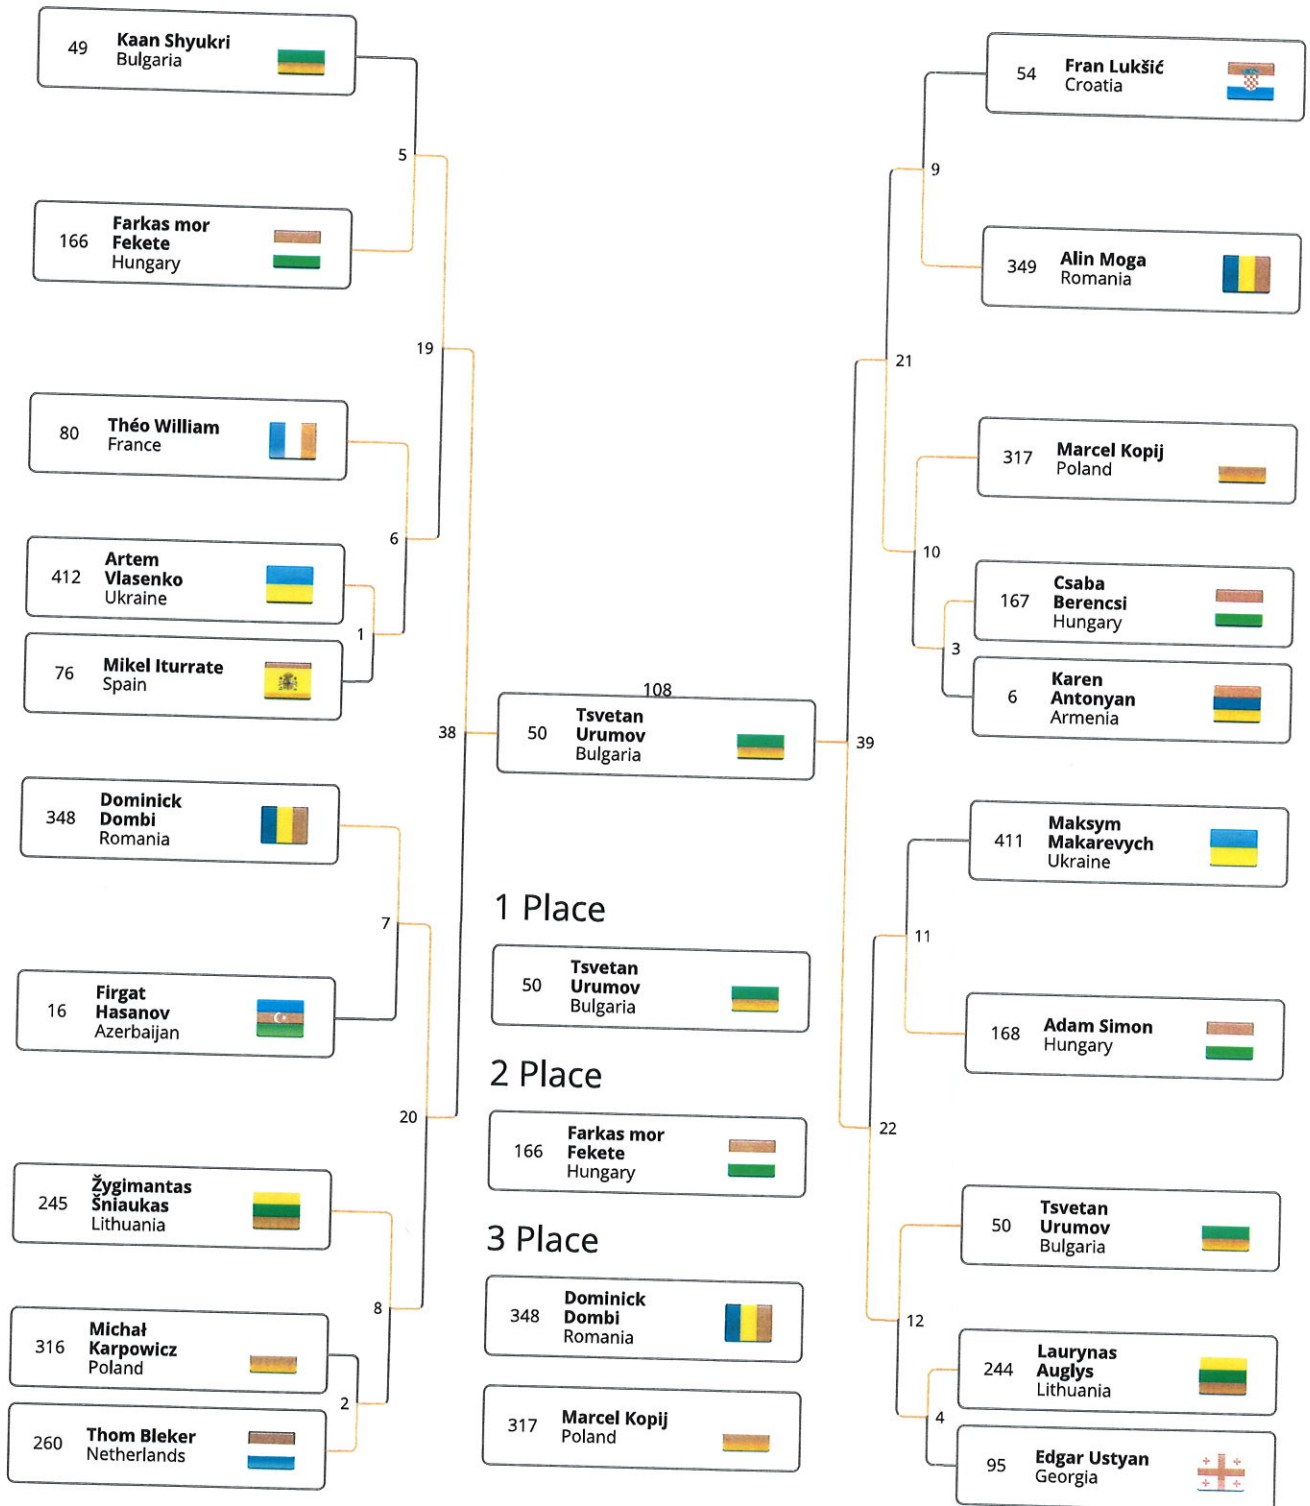 49
Kaan Shyukri
Bulgaria
5
166
Farkas mor
Fekete
Hungary
19
80
Théo William
France
6
412
Artem
Vlasenko
Ukraine
1
76
Mikel Iturrate
Spain
38
348
Dominick
Dombi
Romania
7
16
Firgat
Hasanov
Azerbaijan
20
245
Žygimantas
Šniaukas
Lithuania
8
316
Michał
Karpowicz
Poland
2
260
Thom Bleker
Netherlands
108
50
Tsvetan
Urumov
Bulgaria
1 Place
50
Tsvetan
Urumov
Bulgaria
2 Place
166
Farkas mor
Fekete
Hungary
3 Place
348
Dominick
Dombi
Romania
317
Marcel Kopij
Poland
54
Fran Lukšić
Croatia
9
349
Alin Moga
Romania
21
317
Marcel Kopij
Poland
10
167
Csaba
Berencsi
Hungary
3
6
Karen
Antonyan
Armenia
39
411
Maksym
Makarevych
Ukraine
11
168
Adam Simon
Hungary
22
50
Tsvetan
Urumov
Bulgaria
12
244
Laurynas
Auglys
Lithuania
4
95
Edgar Ustyan
Georgia